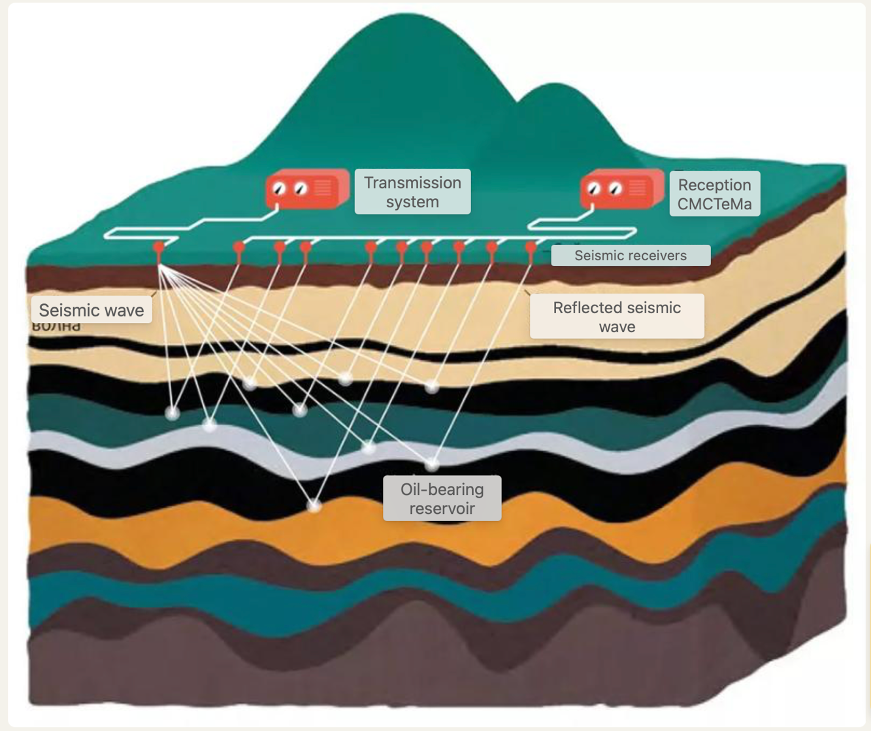 Transmission
system
Reception
CMCTeMa
Seismic receivers
Seismic wave
волна
Reflected seismic
wave
Oil-bearing
reservoir